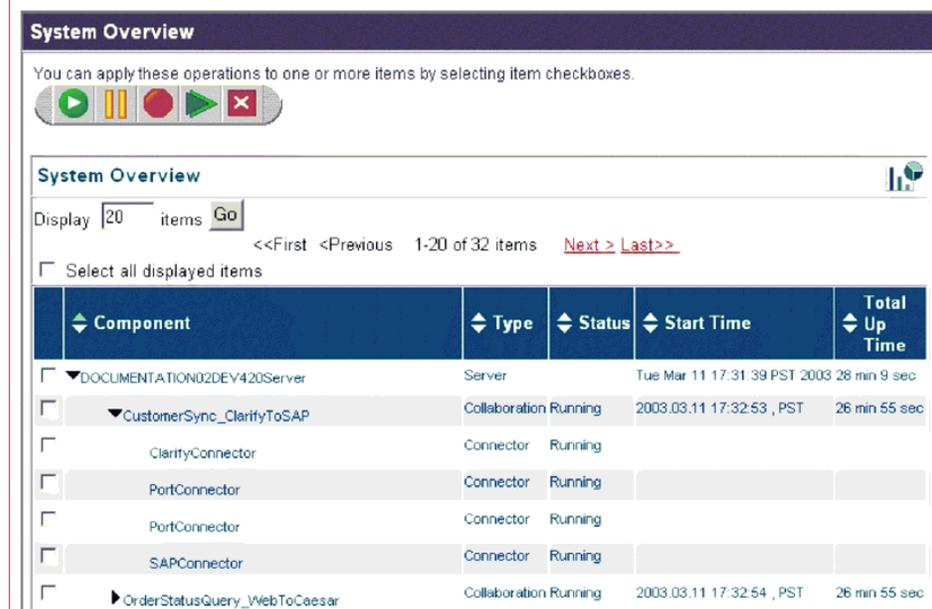 System Overview
You can apply these operations to one or more items by selecting item checkboxes.
System Overview
Display 20 items Go
<<First <Previous 1-20 of 32 items Next > Last>>
Select all displayed items
Component Type Status Start Time Total Up Time
DOCUMENTATION02DEV420Server Server Tue Mar 11 17:31:39 PST 2003 28 min 9 sec
CustomerSync_ClarifyToSAP Collaboration Running 2003.03.11 17:32:53 , PST 26 min 55 sec
ClarifyConnector Connector Running
PortConnector Connector Running
PortConnector Connector Running
SAPConnector Connector Running
OrderStatusQuery_WebToCaesar Collaboration Running 2003.03.11 17:32:54 , PST 26 min 55 sec